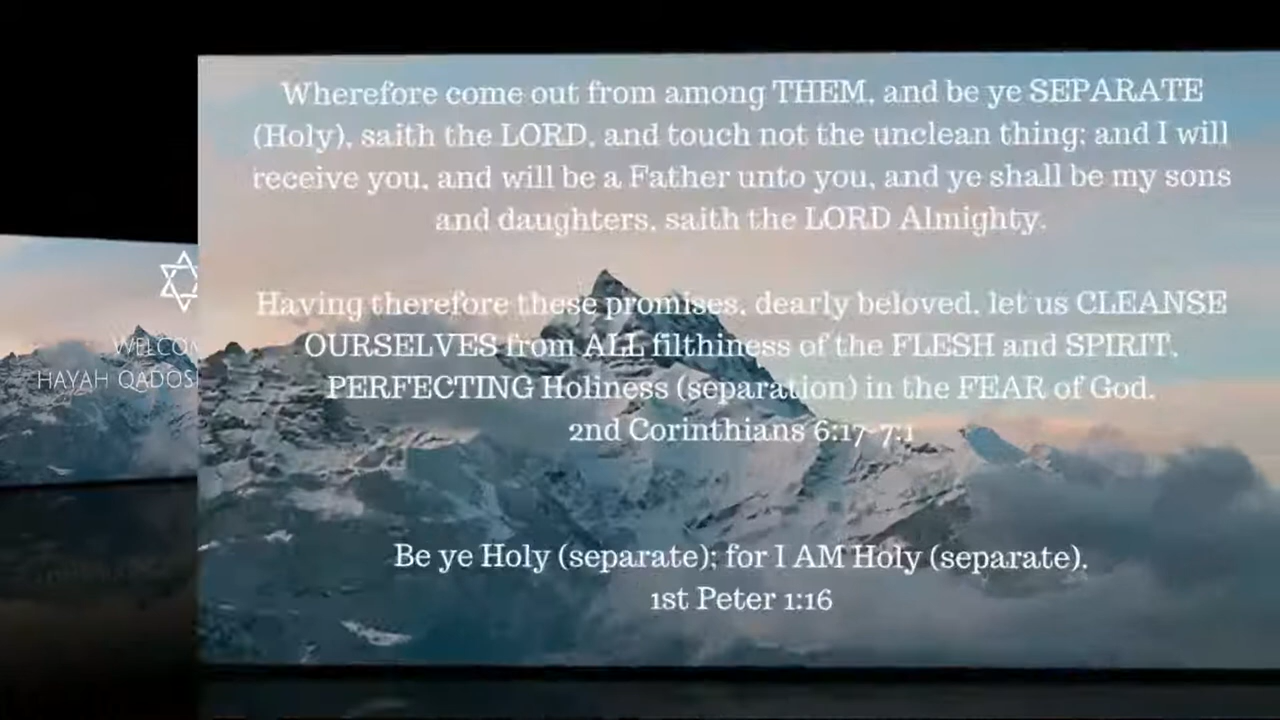 Wherefore come out from among THEM, and be ye SEPARATE
(Holy), saith the LORD, and touch not the unclean thing; and I will
receive you, and will be a Father unto you, and ye shall be my sons
and daughters, saith the LORD Almighty.
Having therefore these promises, dearly beloved, let us CLEANSE
OURSELVES from ALL filthiness of the FLESH and SPIRIT,
PERFECTING Holiness (separation) in the FEAR of God.
2nd Corinthians 6:17-7:1
Be ye Holy (separate); for I AM Holy (separate).
1st Peter 1:16
WELCOM
HAYAH QADOS